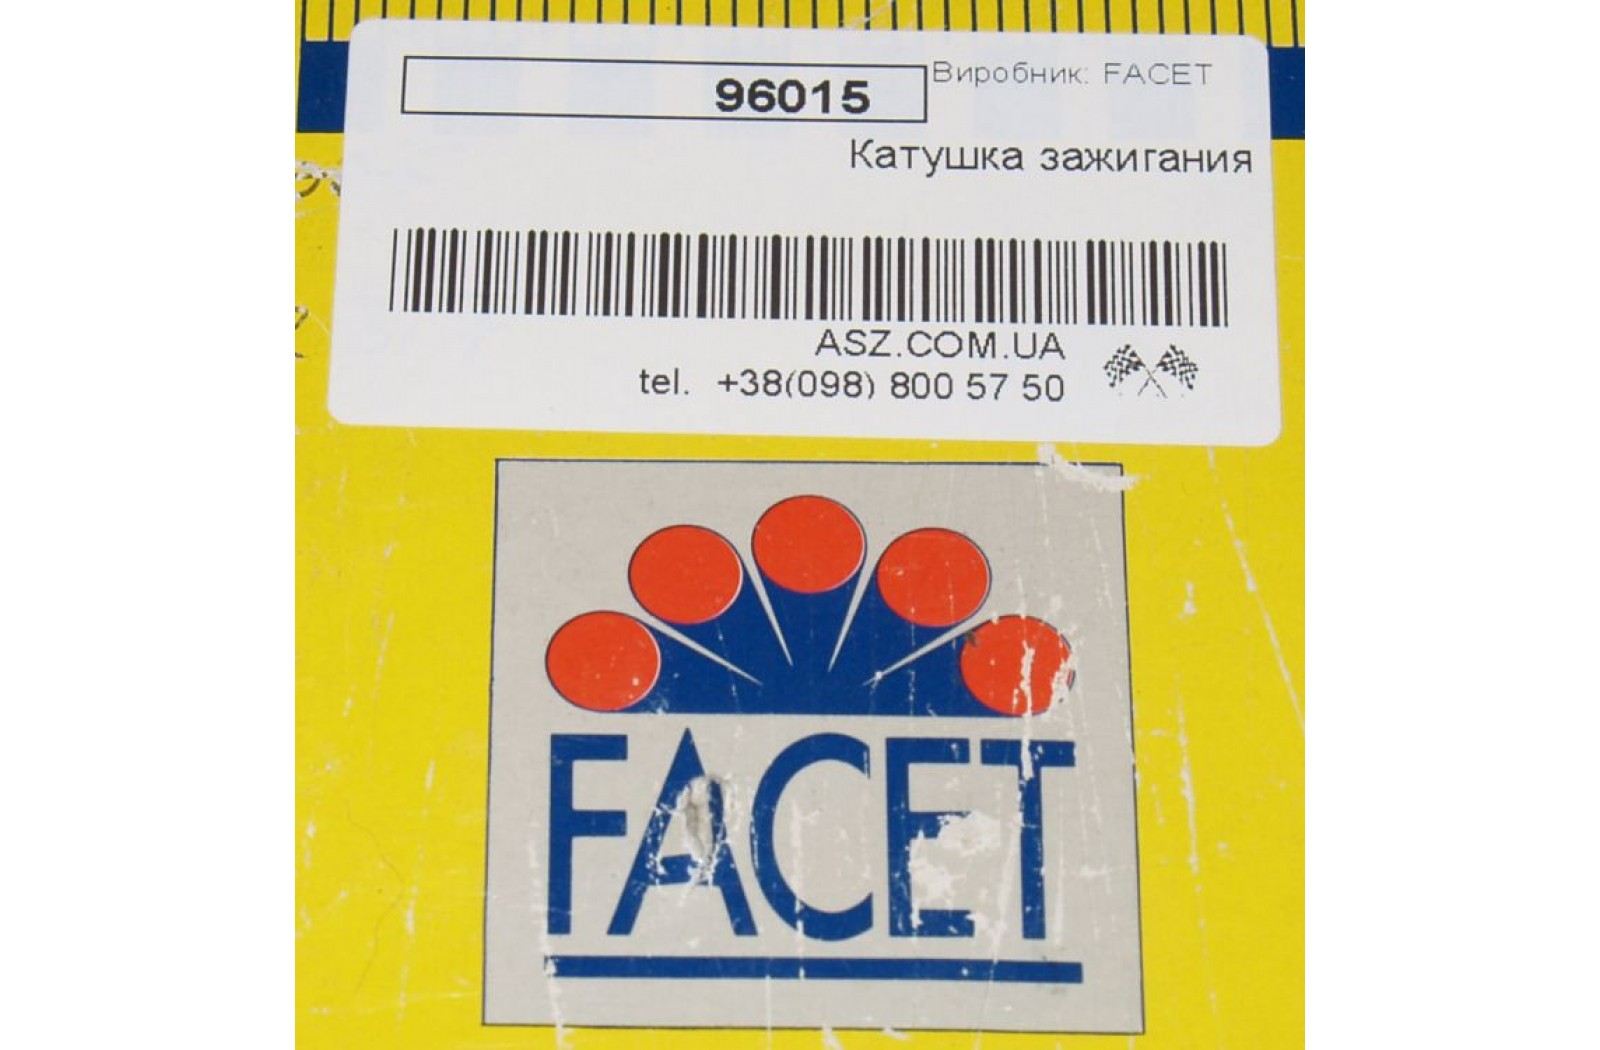 96015
Виробник: FACET
Катушка зажигания
ASZ.COM.UA
tel. +38(098) 800 57 50
FACET